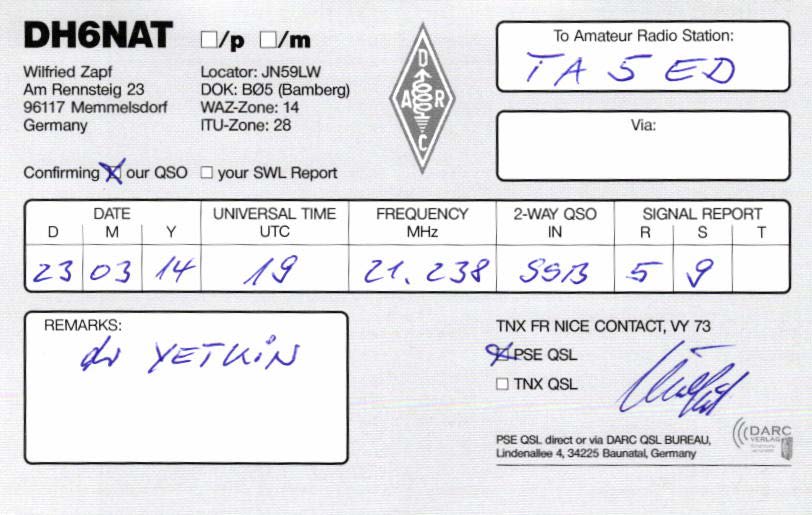 DH6NAT □/p □/m
Wilfried Zapf
Am Rennsteig 23
96117 Memmelsdorf
Germany
Locator: JN59LW
DOK: BØ5 (Bamberg)
WAZ-Zone: 14
ITU-Zone: 28
D
A R
C
To Amateur Radio Station:
TA5ED
Via:
Confirming ☒ our QSO □ your SWL Report
DATE UNIVERSAL TIME FREQUENCY 2-WAY QSO SIGNAL REPORT
D M Y UTC MHz IN R S T
23 03 14 19 21.238 SSB 5 9
REMARKS:
dr YETKiN
TNX FR NICE CONTACT, VY 73
☒ PSE QSL
□ TNX QSL
PSE QSL direct or via DARC QSL BUREAU,
Lindenallee 4, 34225 Baunatal, Germany
DARC
VERLAG